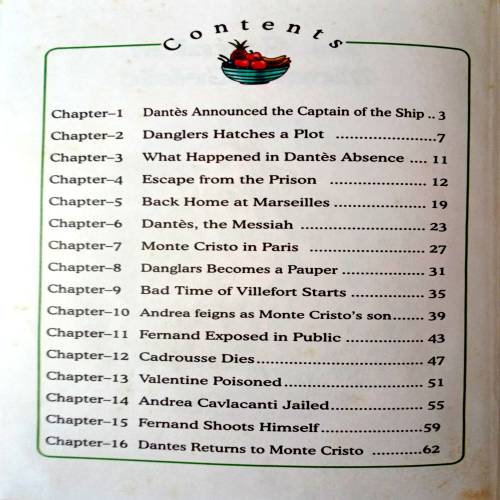 Contents
Chapter–1 Dantès Announced the Captain of the Ship .. 3
Chapter–2 Danglers Hatches a Plot ..................7
Chapter–3 What Happened in Dantès Absence .... 11
Chapter–4 Escape from the Prison ................. 12
Chapter–5 Back Home at Marseilles ................ 19
Chapter–6 Dantès, the Messiah ..................... 23
Chapter–7 Monte Cristo in Paris .................... 27
Chapter–8 Danglars Becomes a Pauper .............. 31
Chapter–9 Bad Time of Villefort Starts ............. 35
Chapter–10 Andrea feigns as Monte Cristo's son...... 39
Chapter–11 Fernand Exposed in Public .............. 43
Chapter–12 Cadrousse Dies........................... 47
Chapter–13 Valentine Poisoned...................... 51
Chapter–14 Andrea Cavlacanti Jailed................ 55
Chapter–15 Fernand Shoots Himself..................59
Chapter–16 Dantes Returns to Monte Cristo ..........62